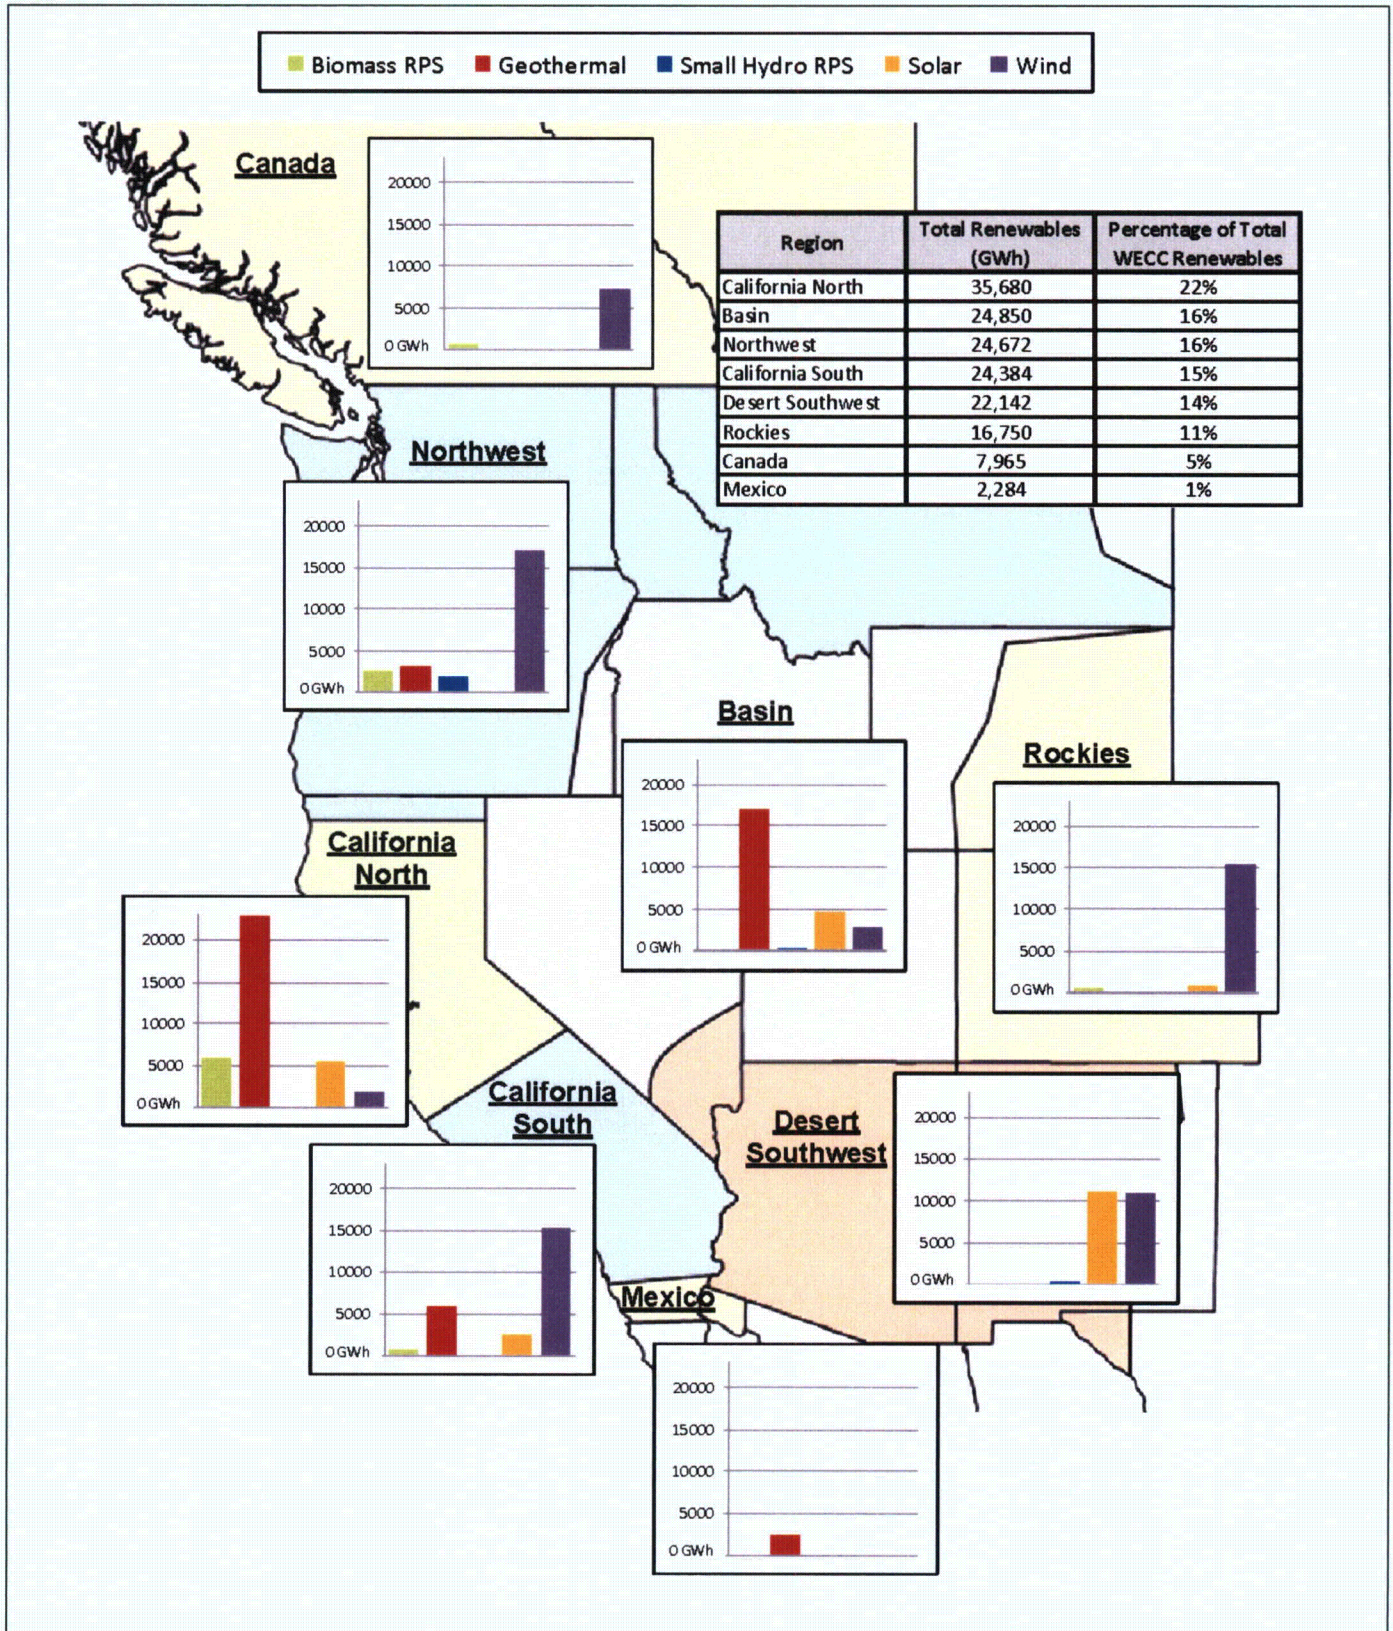 Biomass RPS Geothermal Small Hydro RPS Solar Wind
Canada
20000
15000
10000
5000
0 GWh
Region Total Renewables (GWh) Percentage of Total WECC Renewables
California North 35,680 22%
Basin 24,850 16%
Northwest 24,672 16%
California South 24,384 15%
Desert Southwest 22,142 14%
Rockies 16,750 11%
Canada 7,965 5%
Mexico 2,284 1%
Northwest
20000
15000
10000
5000
0 GWh
Basin
20000
15000
10000
5000
0 GWh
Rockies
20000
15000
10000
5000
0 GWh
California
North
20000
15000
10000
5000
0 GWh
California
South
20000
15000
10000
5000
0 GWh
Desert
Southwest
20000
15000
10000
5000
0 GWh
Mexico
20000
15000
10000
5000
0 GWh